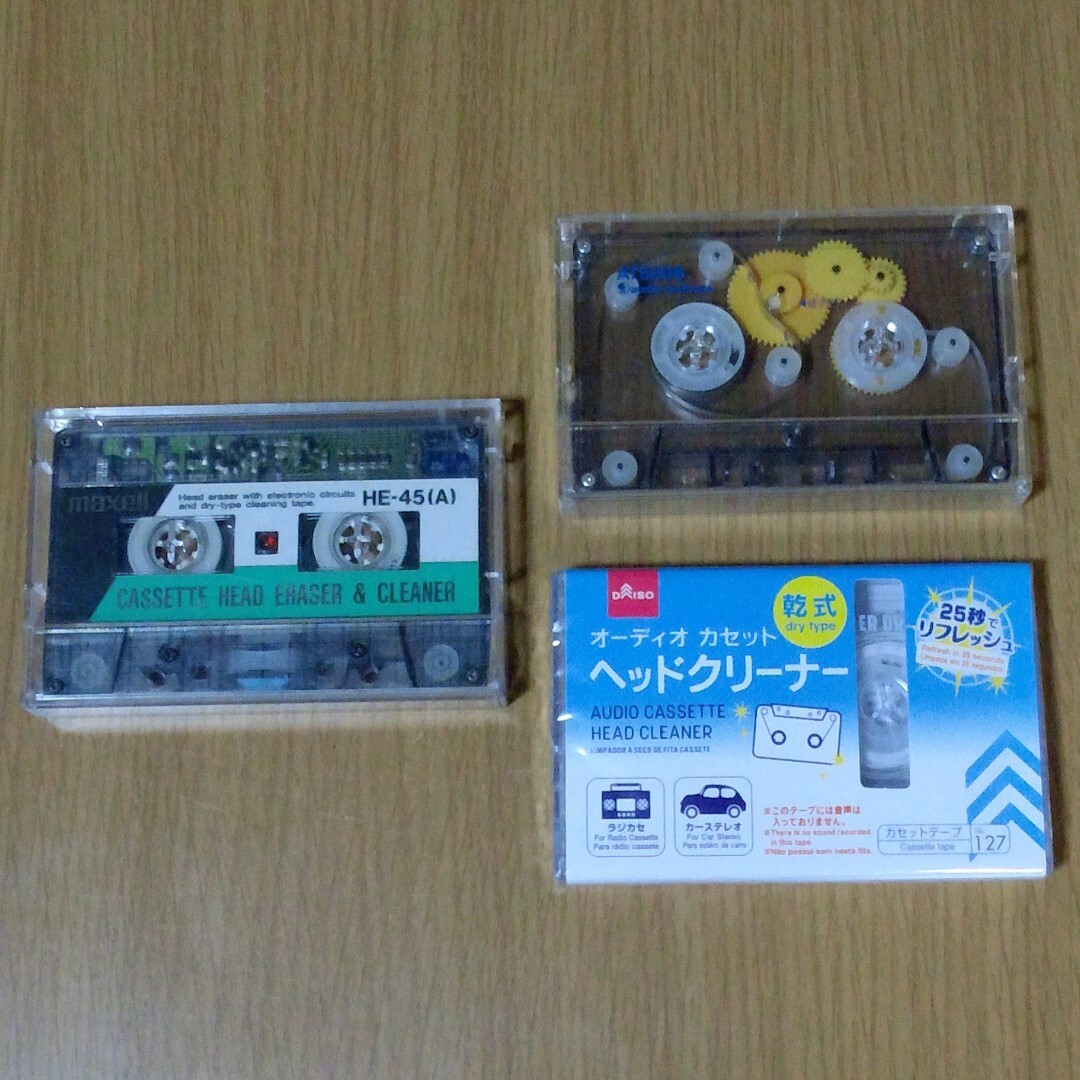 maxell
Head eraser with electronic circuits
and dry-type cleaning tape.
HE-45(A)
CASSETTE HEAD ERASER & CLEANER
DAISO
乾式
dry type
25秒で
リフレッシュ
Refresh in 25 seconds
Limpeza em 25 segundos
オーディオ カセット
ヘッドクリーナー
AUDIO CASSETTE
HEAD CLEANER
LIMPADOR A SECO DE FITA CASSETE
ラジカセ
For Radio Cassette
Para rádio cassete
カーステレオ
For Car Stereo
Para estéreo de carro
※このテープには音声は
入っておりません。
※There is no sound recorded
in this tape.
※Não possui som nesta fita.
カセットテープ
Cassette tape
No.
127